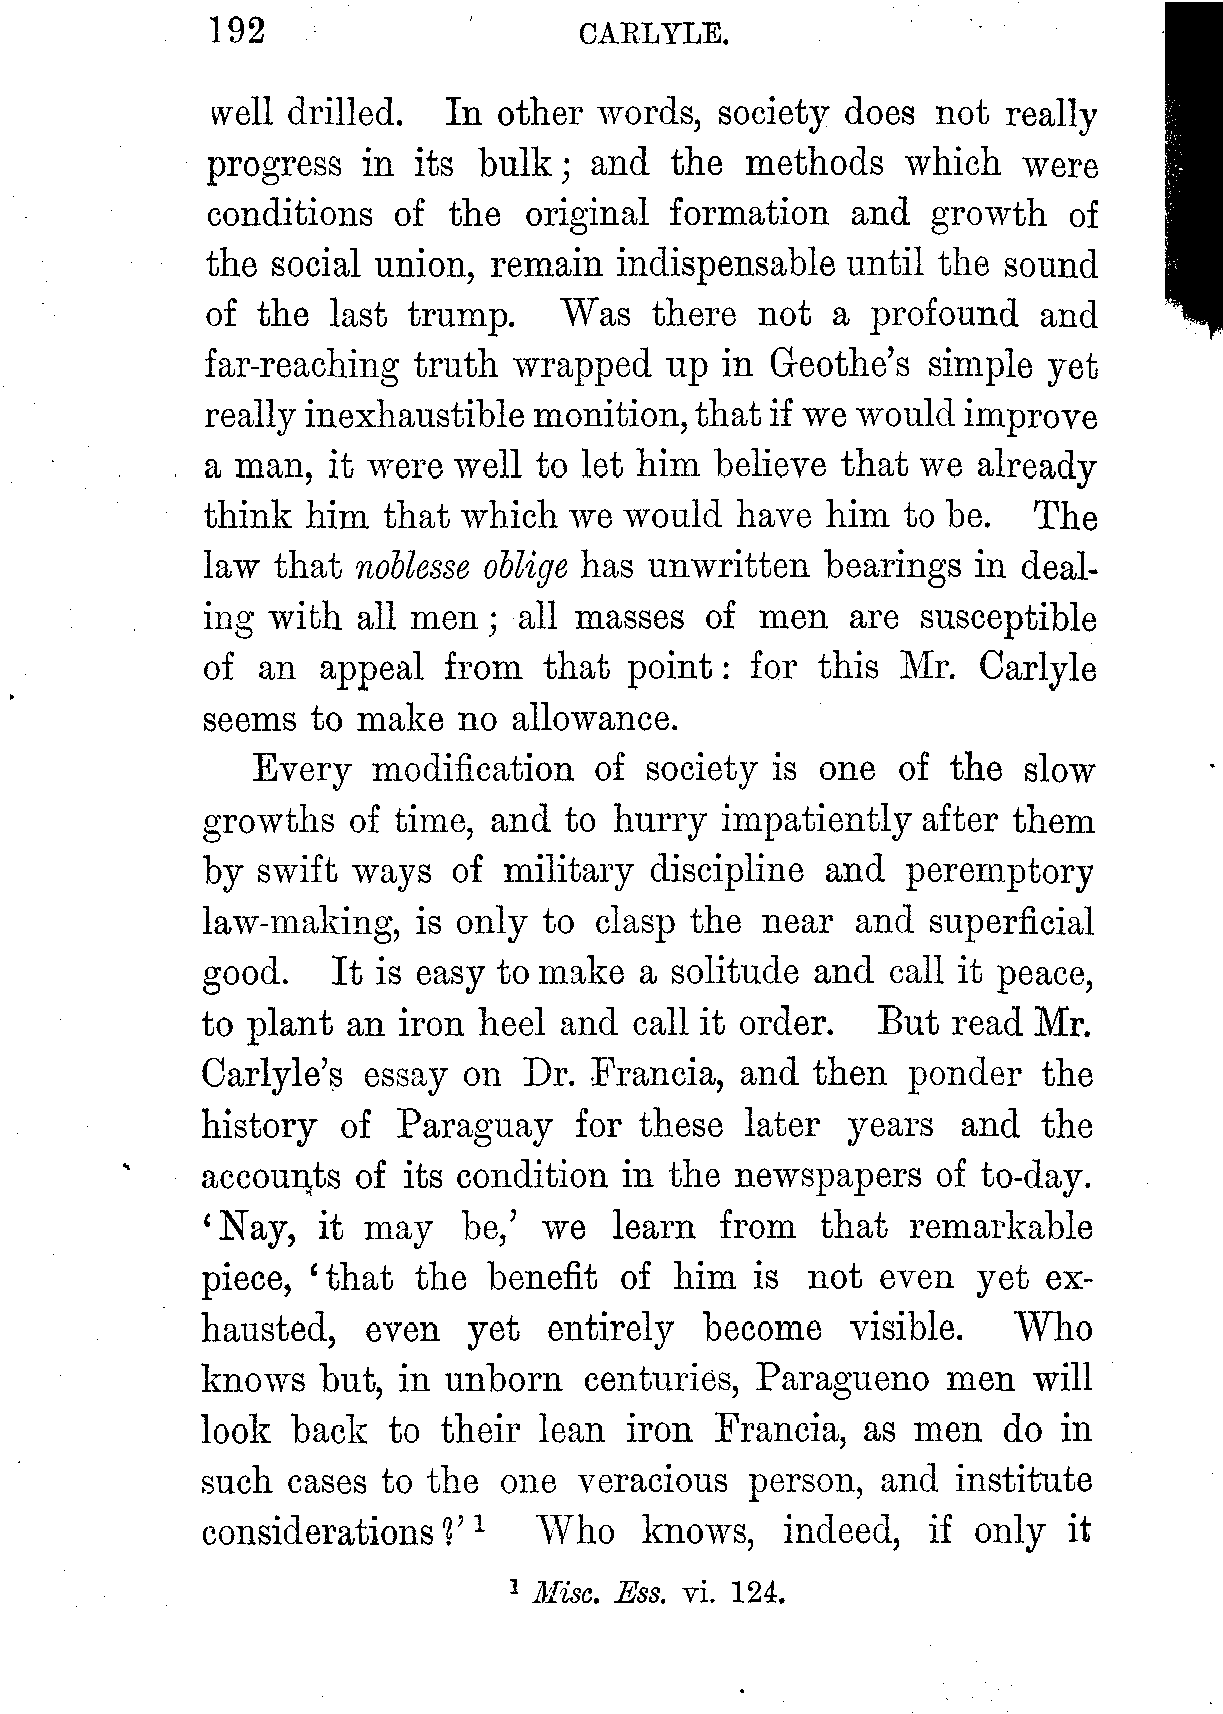 192 CARLYLE.
well drilled. In other words, society does not really
progress in its bulk; and the methods which were
conditions of the original formation and growth of
the social union, remain indispensable until the sound
of the last trump. Was there not a profound and
far-reaching truth wrapped up in Geothe's simple yet
really inexhaustible monition, that if we would improve
a man, it were well to let him believe that we already
think him that which we would have him to be. The
law that noblesse oblige has unwritten bearings in deal-
ing with all men; all masses of men are susceptible
of an appeal from that point: for this Mr. Carlyle
seems to make no allowance.
Every modification of society is one of the slow
growths of time, and to hurry impatiently after them
by swift ways of military discipline and peremptory
law-making, is only to clasp the near and superficial
good. It is easy to make a solitude and call it peace,
to plant an iron heel and call it order. But read Mr.
Carlyle's essay on Dr. Francia, and then ponder the
history of Paraguay for these later years and the
accounts of its condition in the newspapers of to-day.
'Nay, it may be,' we learn from that remarkable
piece, 'that the benefit of him is not even yet ex-
hausted, even yet entirely become visible. Who
knows but, in unborn centuries, Paragueno men will
look back to their lean iron Francia, as men do in
such cases to the one veracious person, and institute
considerations?'¹ Who knows, indeed, if only it
¹ Misc. Ess. vi. 124.